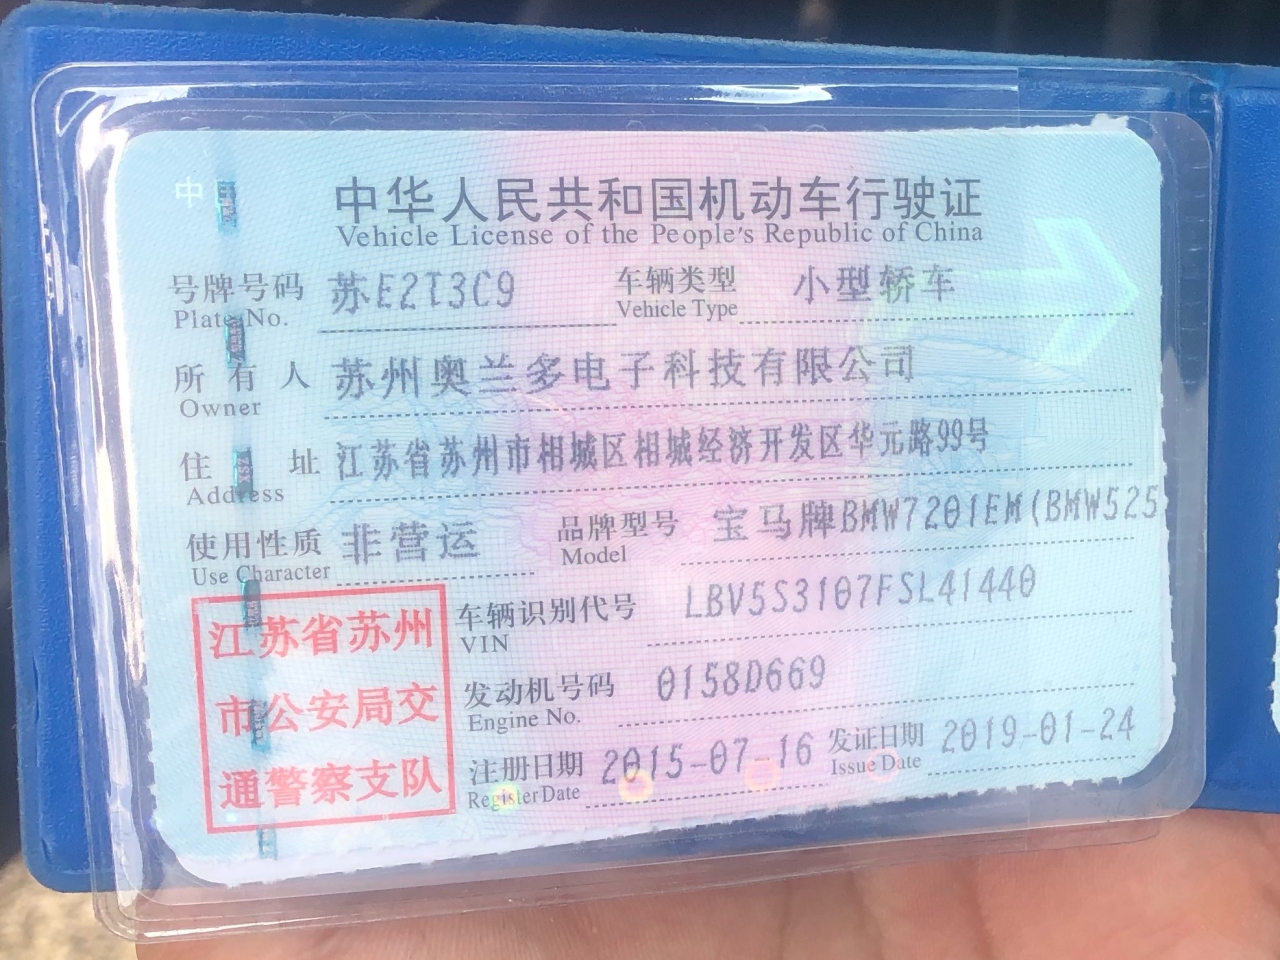 中国
中华人民共和国机动车行驶证
Vehicle License of the People's Republic of China
号牌号码 苏E2T3C9 车辆类型 小型轿车
Plate No. Vehicle Type
所有人 苏州奥兰多电子科技有限公司
Owner
住址 江苏省苏州市相城区相城经济开发区华元路99号
Address
使用性质 非营运 品牌型号 宝马牌BMW7201EM(BMW525
Use Character Model
车辆识别代号 LBV5S3107FSL41440
VIN
发动机号码 0158D669
Engine No.
注册日期 2015-07-16 发证日期 2019-01-24
Register Date Issue Date
江苏省苏州
市公安局交
通警察支队